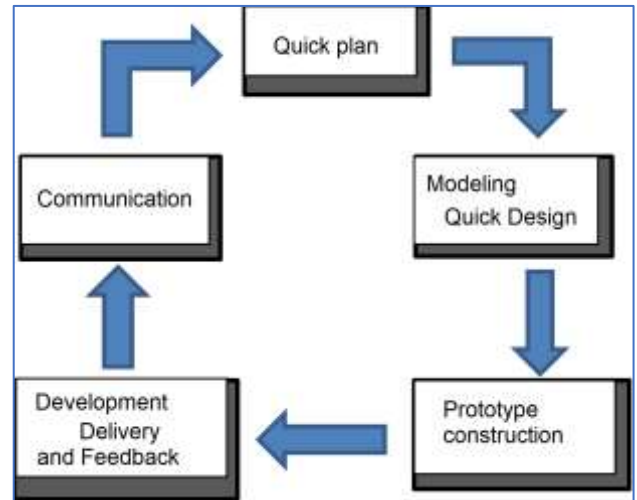 Quick plan
Communication
Modeling
Quick Design
Development
Delivery
and Feedback
Prototype
construction